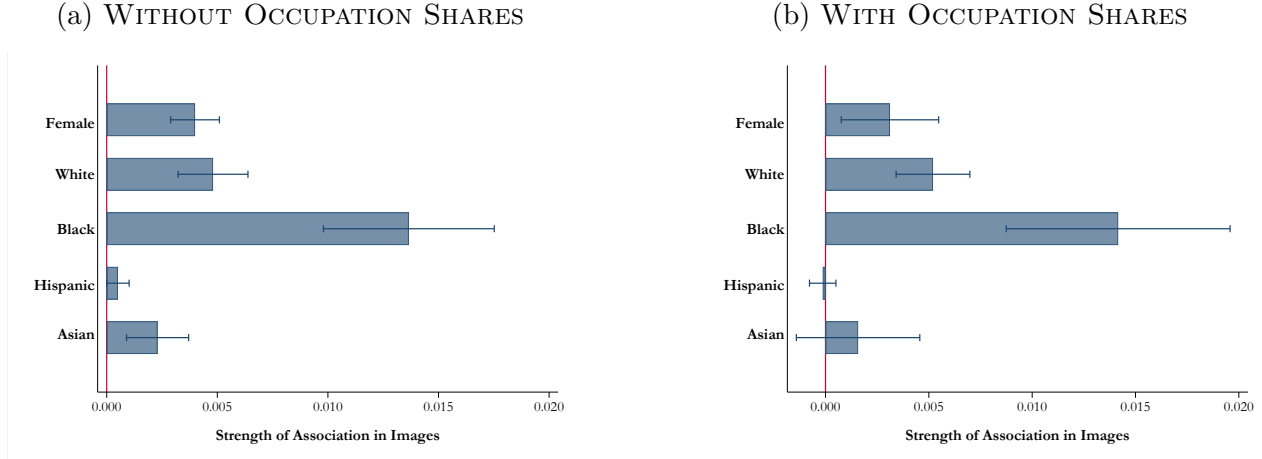 (a) WITHOUT OCCUPATION SHARES
Female
White
Black
Hispanic
Asian
0.000 0.005 0.010 0.015 0.020
Strength of Association in Images
(b) WITH OCCUPATION SHARES
Female
White
Black
Hispanic
Asian
0.000 0.005 0.010 0.015 0.020
Strength of Association in Images